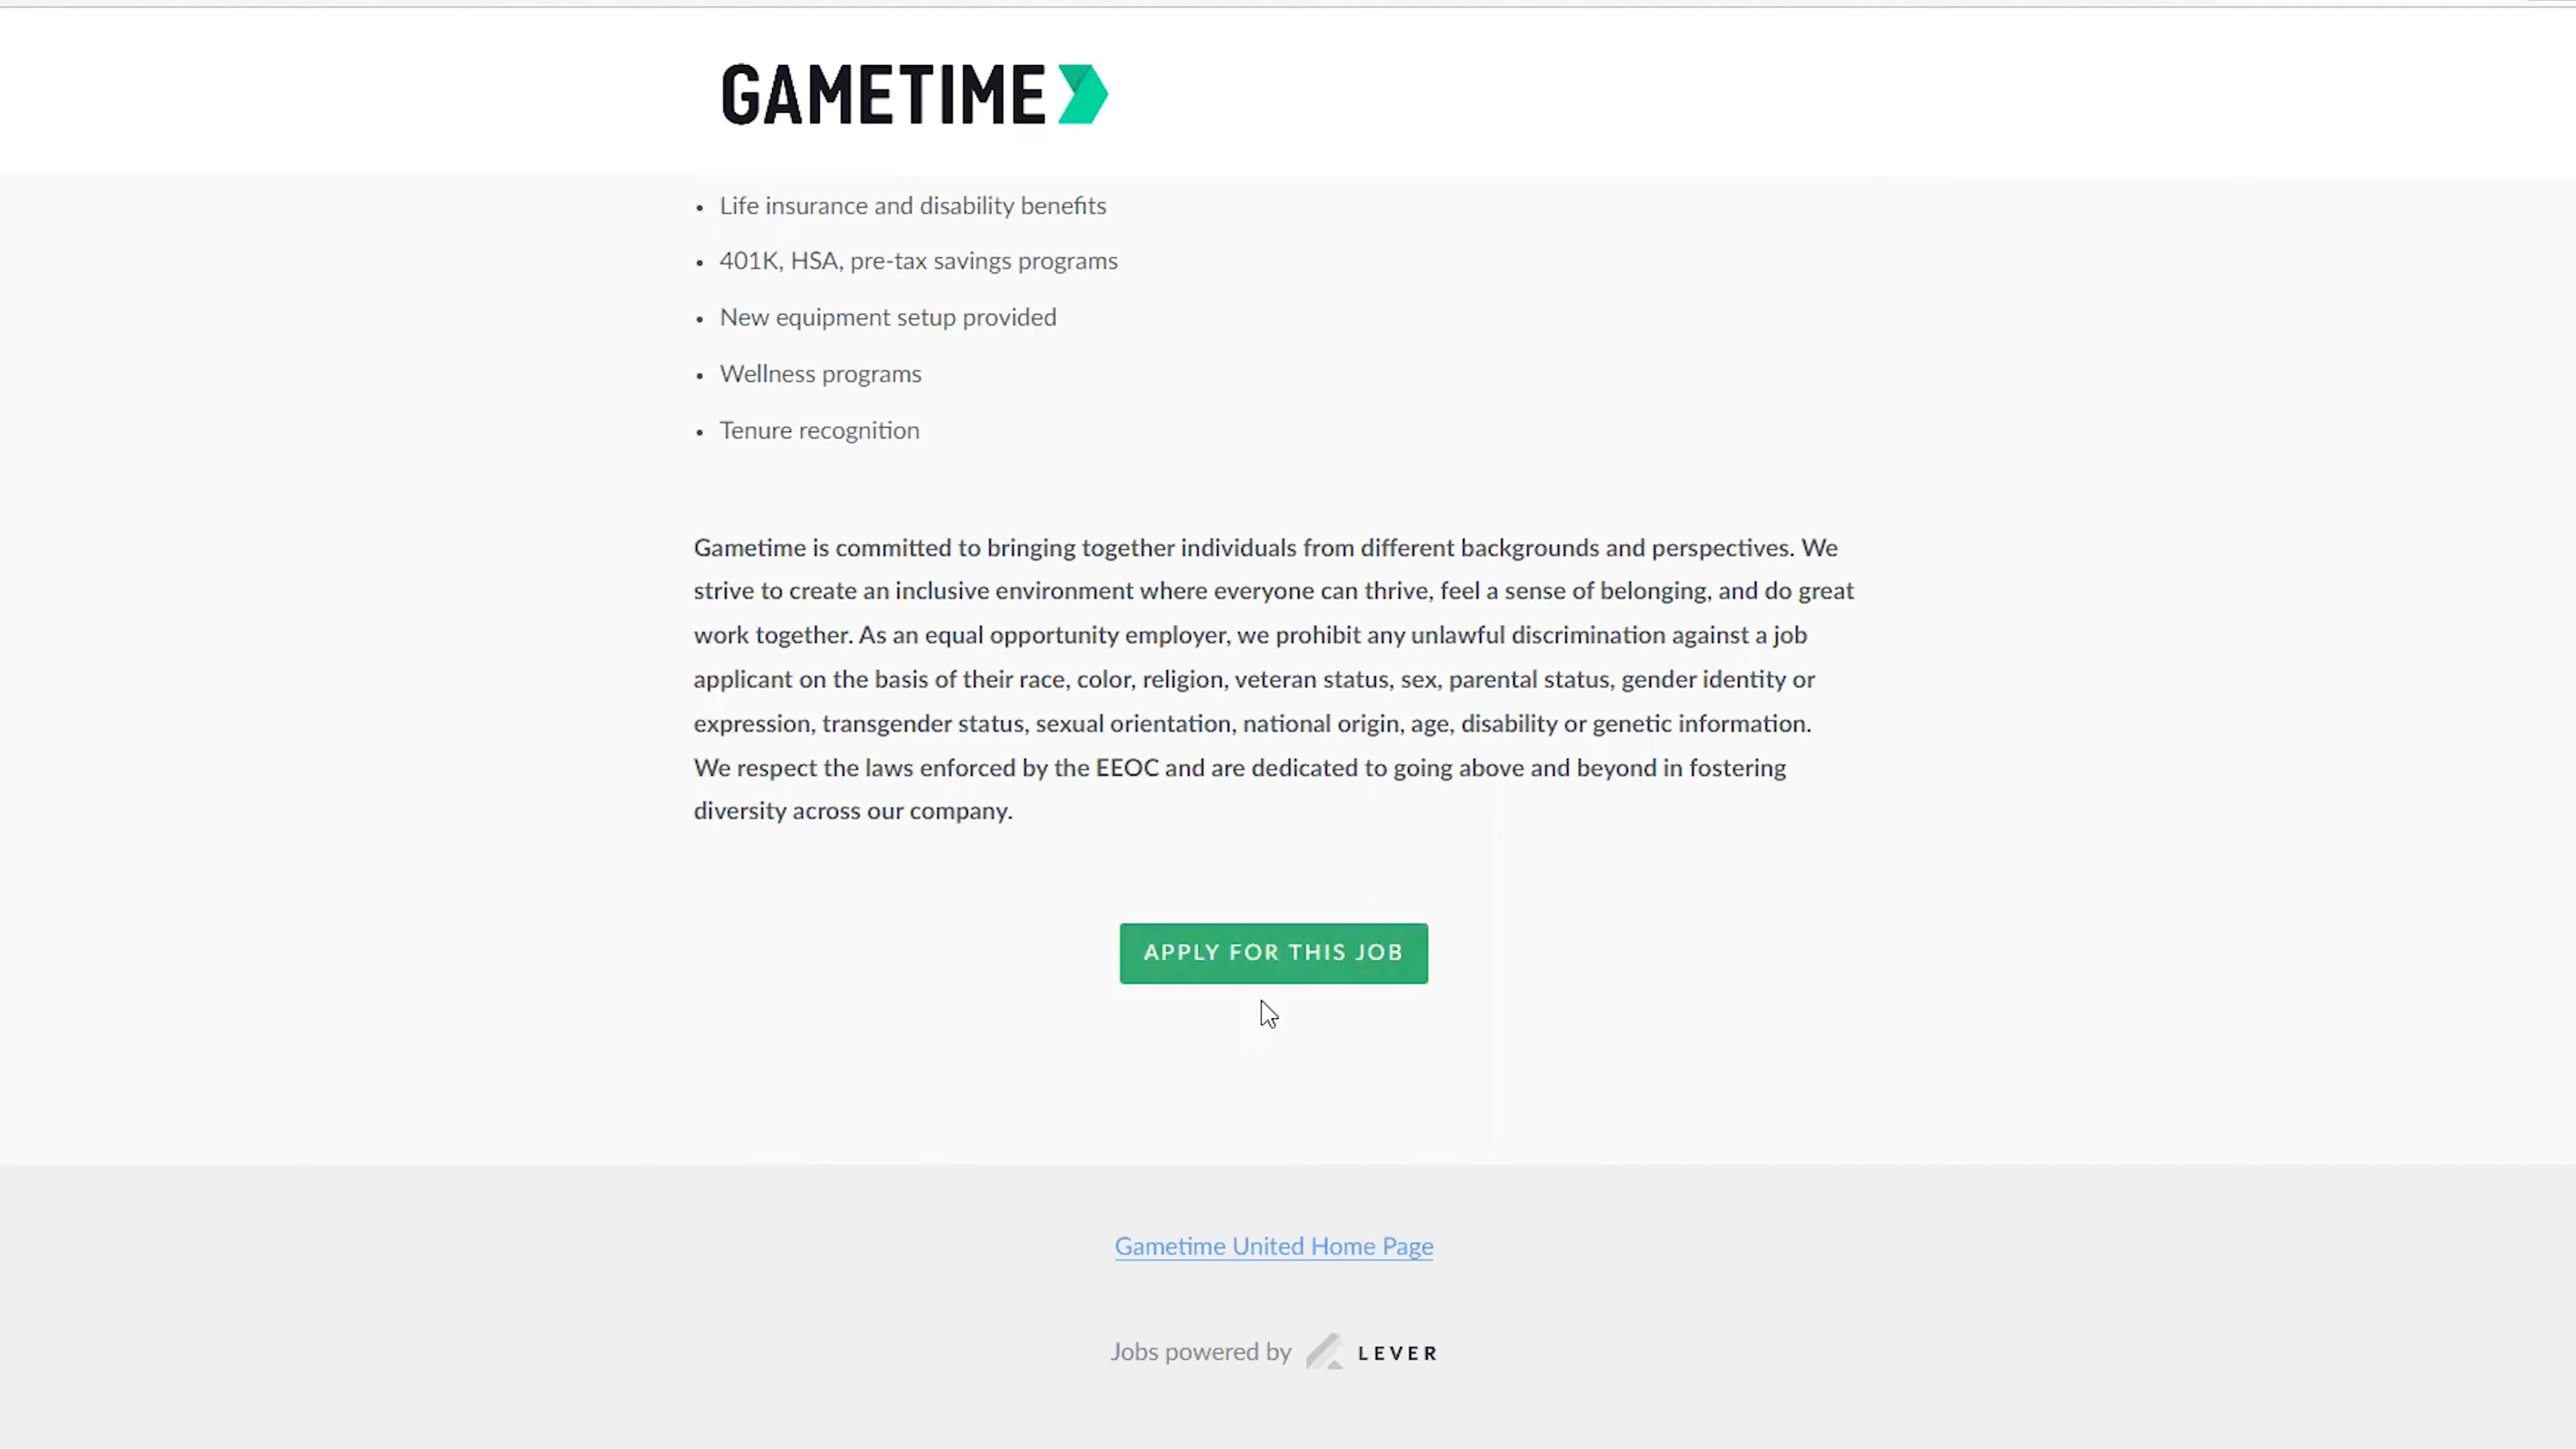 GAMETIME
• Life insurance and disability benefits
• 401K, HSA, pre-tax savings programs
• New equipment setup provided
• Wellness programs
• Tenure recognition
Gametime is committed to bringing together individuals from different backgrounds and perspectives. We
strive to create an inclusive environment where everyone can thrive, feel a sense of belonging, and do great
work together. As an equal opportunity employer, we prohibit any unlawful discrimination against a job
applicant on the basis of their race, color, religion, veteran status, sex, parental status, gender identity or
expression, transgender status, sexual orientation, national origin, age, disability or genetic information.
We respect the laws enforced by the EEOC and are dedicated to going above and beyond in fostering
diversity across our company.
APPLY FOR THIS JOB
Gametime United Home Page
Jobs powered by LEVER